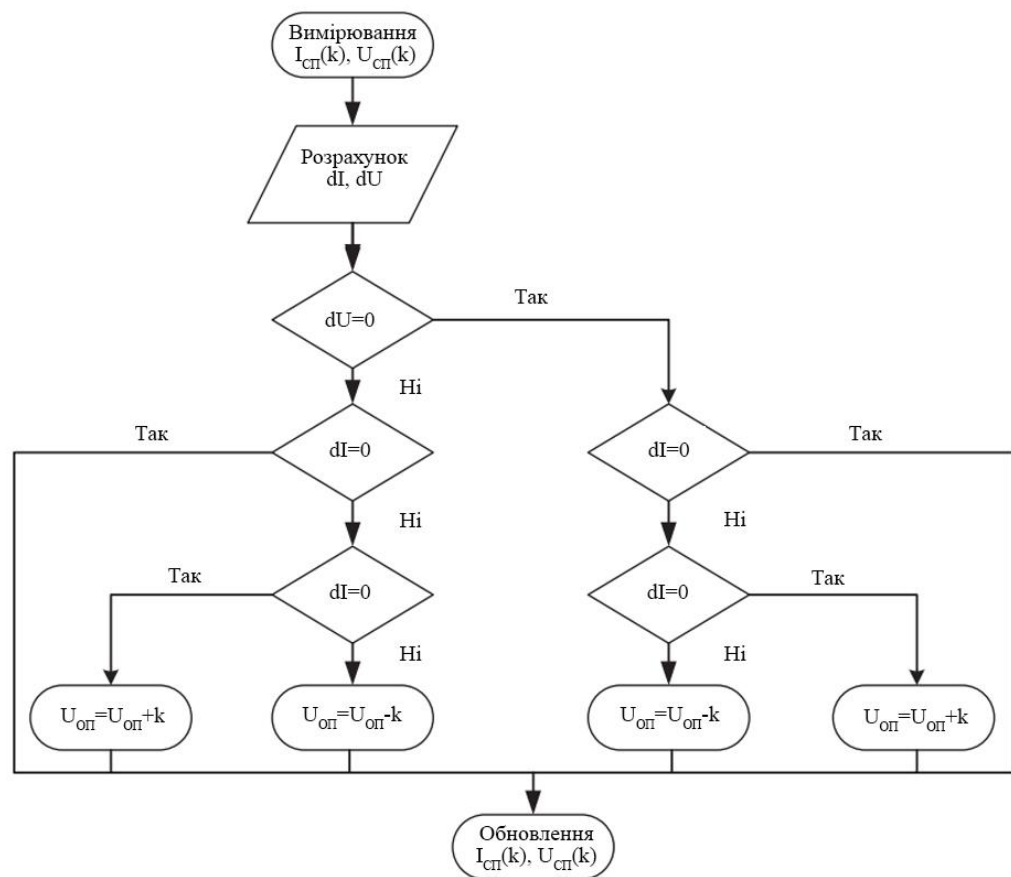 Вимірювання
I_СП(k), U_СП(k)
Розрахунок
dI, dU
dU=0
Так
Ні
Так
dI=0
dI=0
Так
Ні
Ні
Так
dI=0
dI=0
Так
Ні
Ні
U_ОП=U_ОП+k
U_ОП=U_ОП-k
U_ОП=U_ОП-k
U_ОП=U_ОП+k
Обновлення
I_СП(k), U_СП(k)